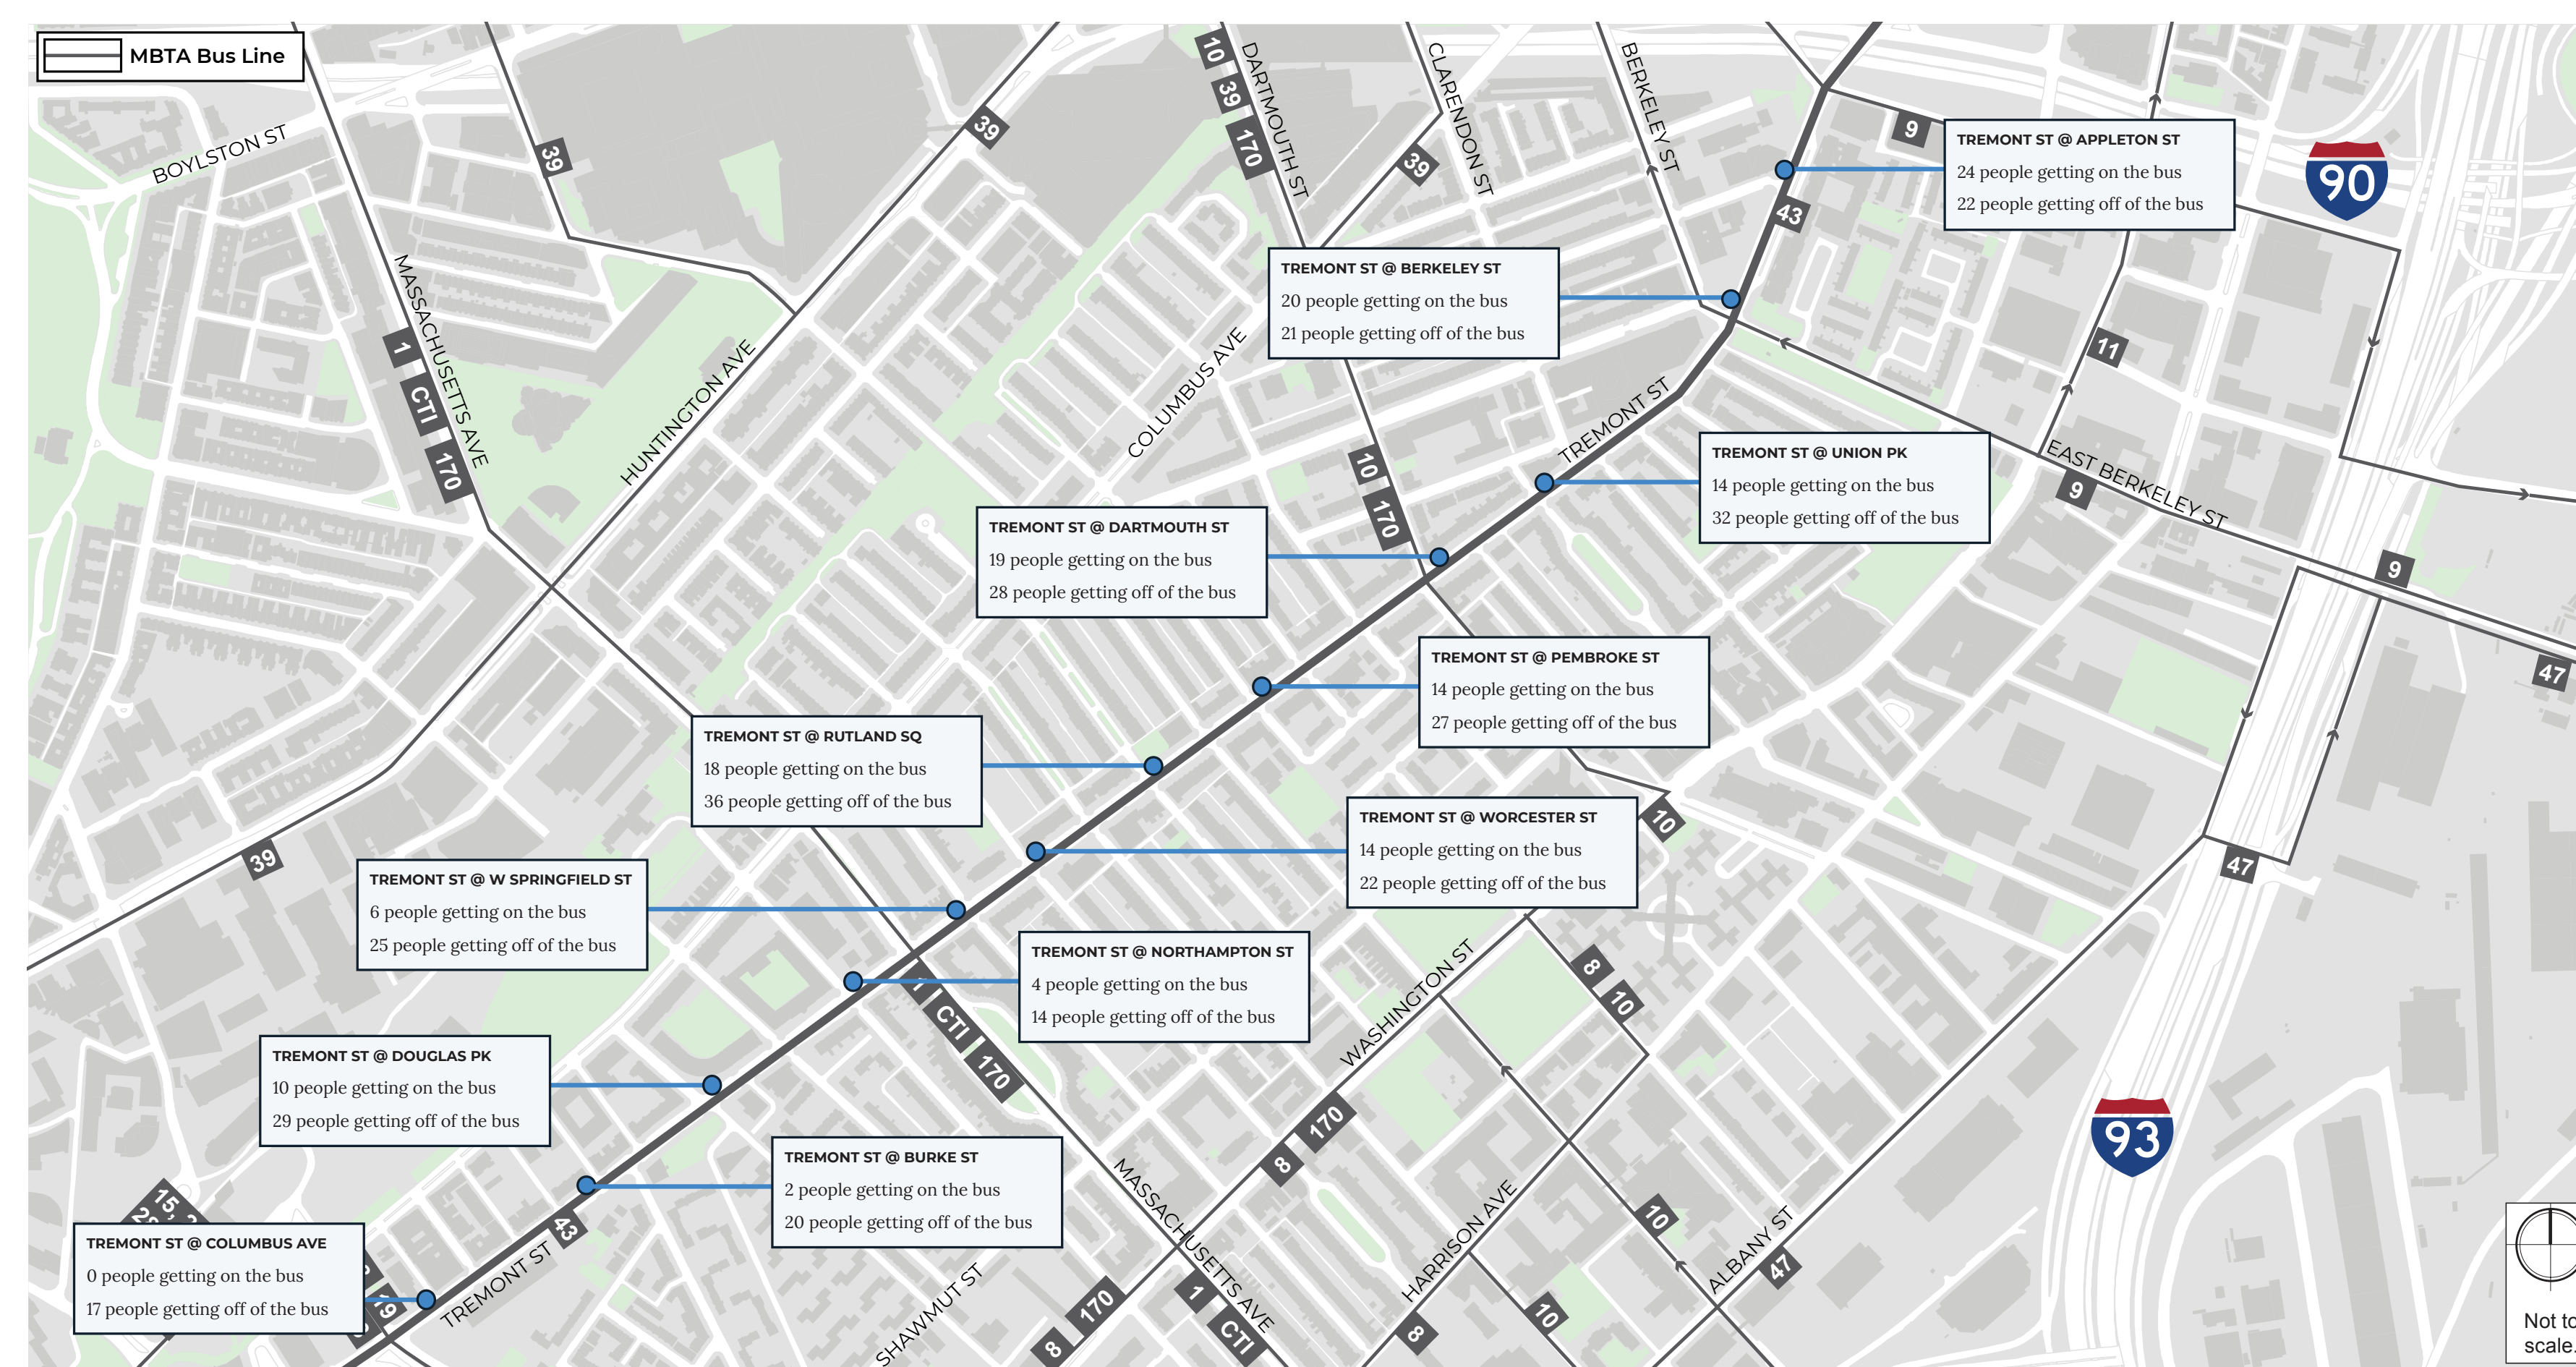 MBTA Bus Line
10
39
170
DARTMOUTH ST
CLARENDON ST
BERKELEY ST
BOYLSTON ST
39
39
39
9
TREMONT ST @ APPLETON ST
24 people getting on the bus
22 people getting off of the bus
90
43
TREMONT ST @ BERKELEY ST
20 people getting on the bus
21 people getting off of the bus
MASSACHUSETTS AVE
1
CTI
170
HUNTINGTON AVE
COLUMBUS AVE
11
TREMONT ST
10
170
TREMONT ST @ UNION PK
14 people getting on the bus
32 people getting off of the bus
EAST BERKELEY ST
9
9
TREMONT ST @ DARTMOUTH ST
19 people getting on the bus
28 people getting off of the bus
TREMONT ST @ PEMBROKE ST
14 people getting on the bus
27 people getting off of the bus
47
TREMONT ST @ RUTLAND SQ
18 people getting on the bus
36 people getting off of the bus
TREMONT ST @ WORCESTER ST
14 people getting on the bus
22 people getting off of the bus
10
39
47
TREMONT ST @ W SPRINGFIELD ST
6 people getting on the bus
25 people getting off of the bus
TREMONT ST @ NORTHAMPTON ST
4 people getting on the bus
14 people getting off of the bus
WASHINGTON ST
8
10
CTI
170
TREMONT ST @ DOUGLAS PK
10 people getting on the bus
29 people getting off of the bus
8
170
93
TREMONT ST @ BURKE ST
2 people getting on the bus
20 people getting off of the bus
MASSACHUSETTS AVE
15,
43
TREMONT ST @ COLUMBUS AVE
0 people getting on the bus
17 people getting off of the bus
19
TREMONT ST
SHAWMUT ST
8
170
1
CTI
HARRISON AVE
8
10
10
ALBANY ST
47
Not to
scale